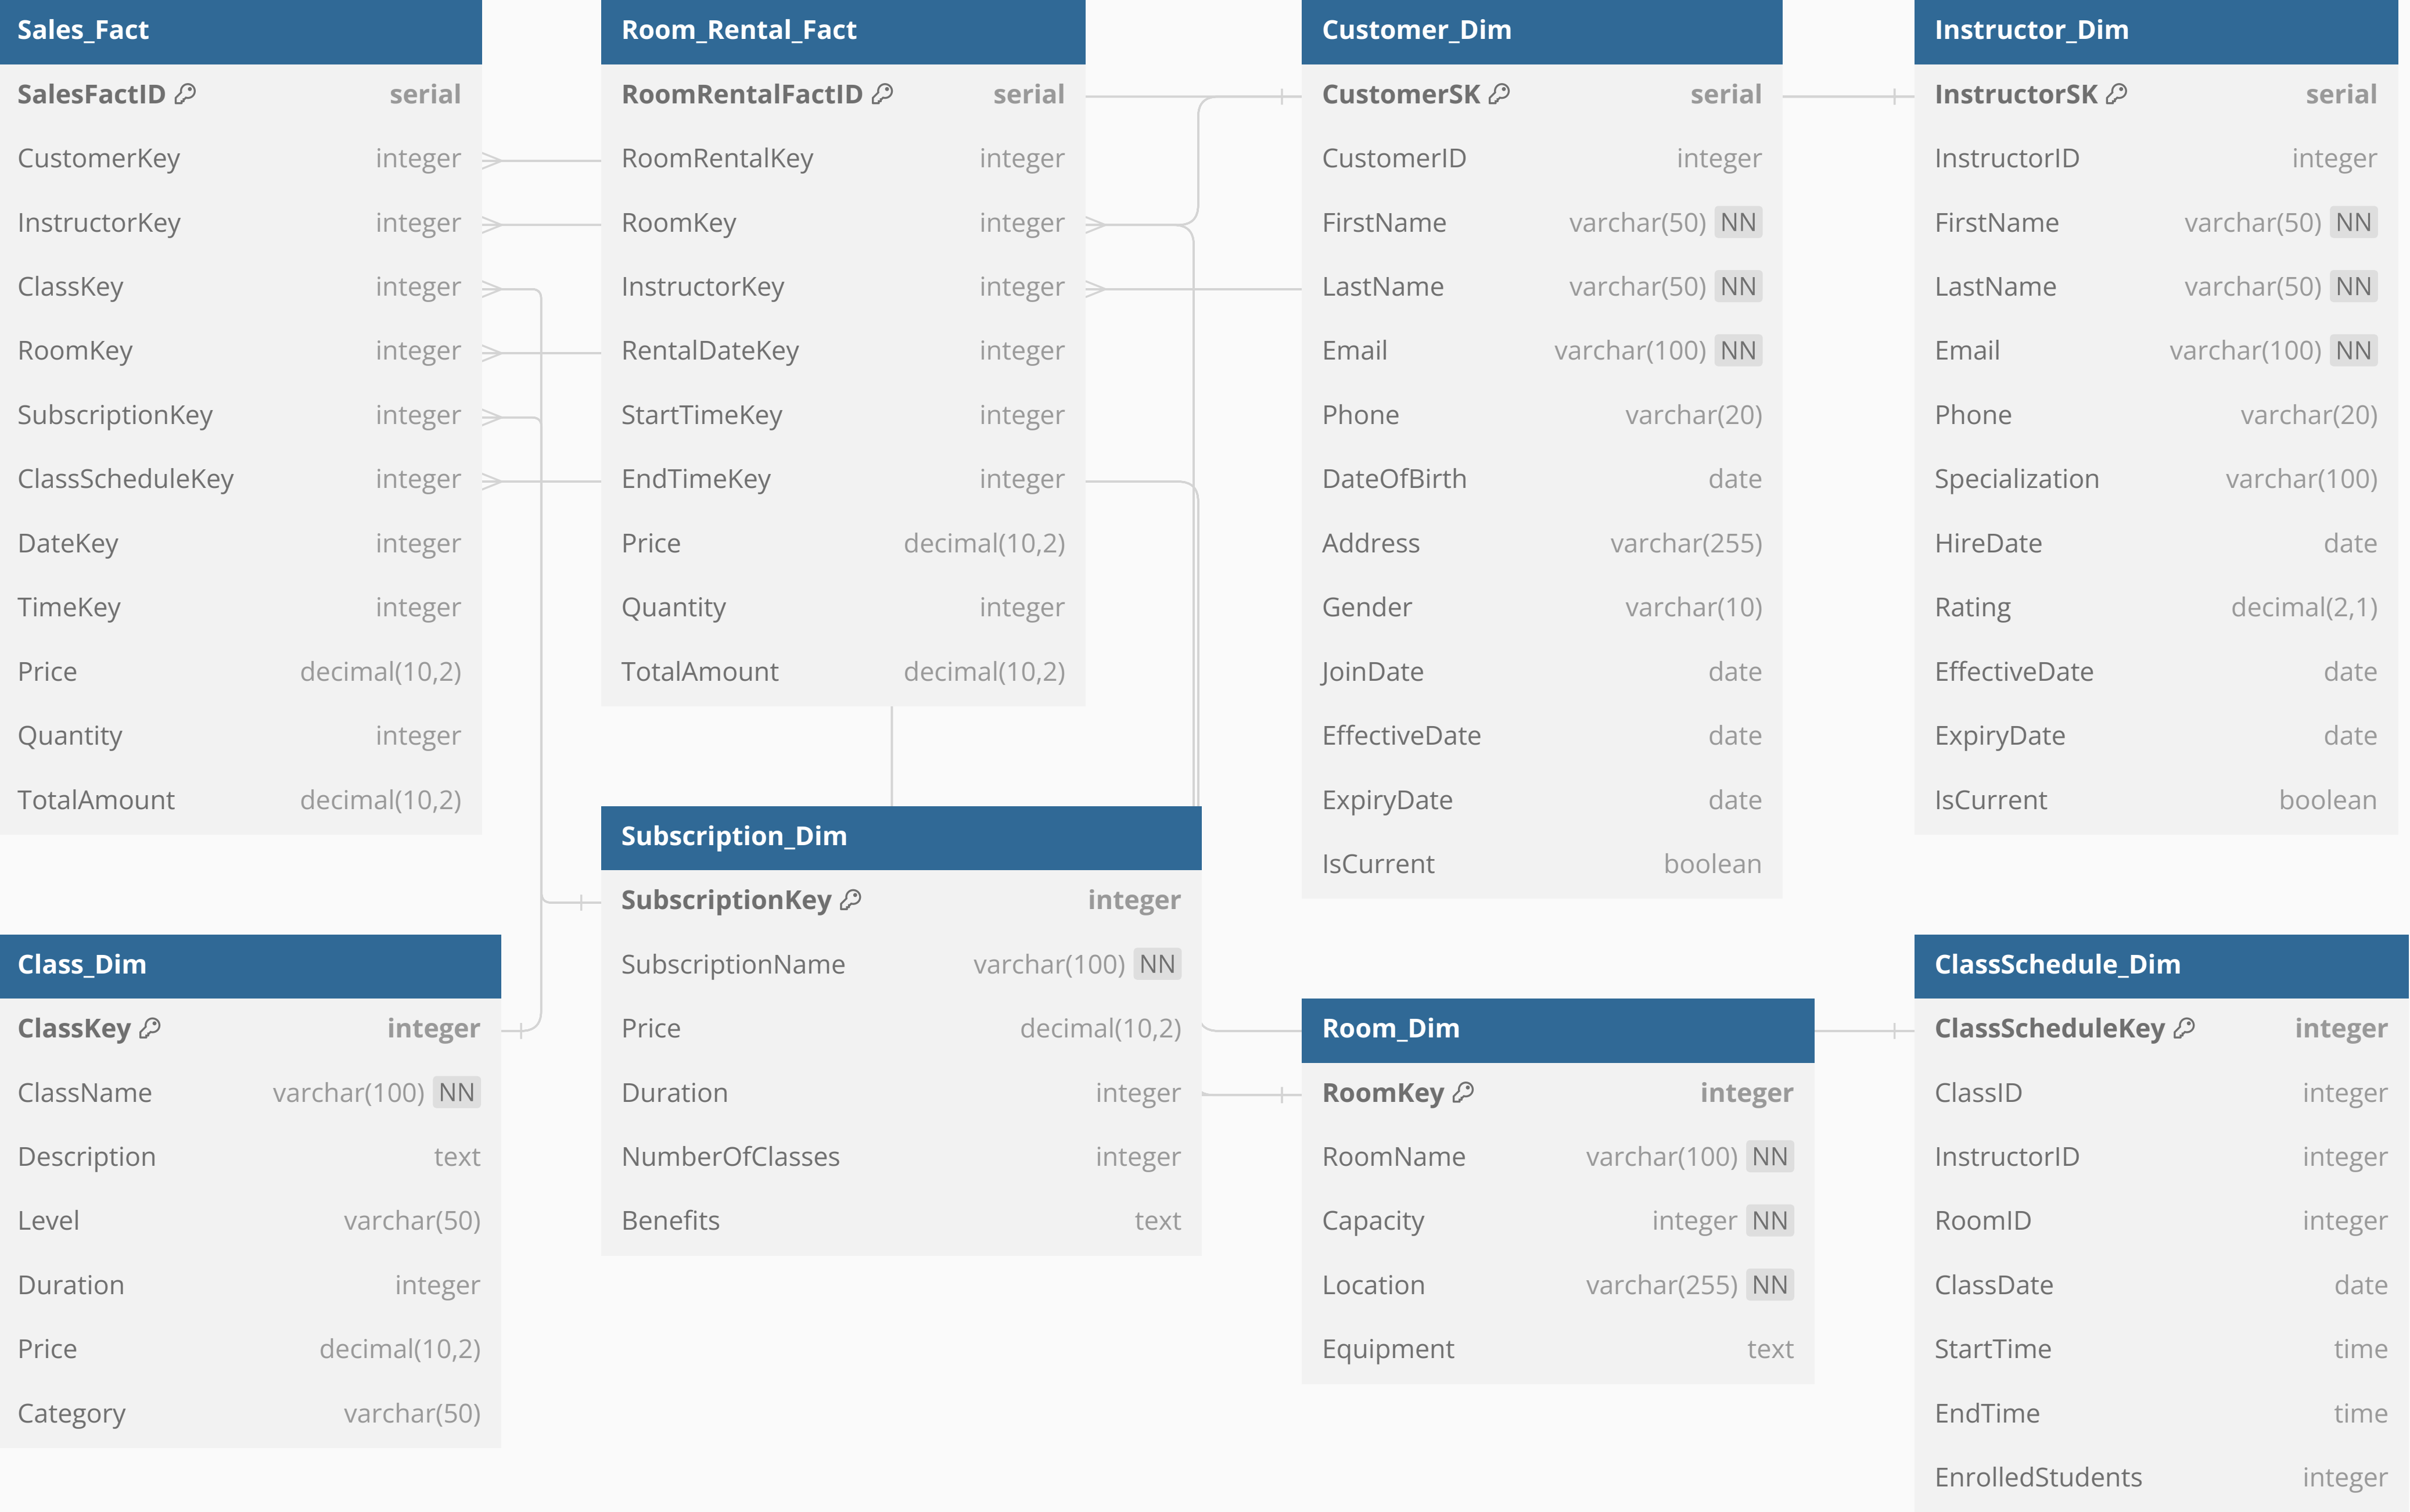 Sales_Fact
SalesFactID serial
CustomerKey integer
InstructorKey integer
ClassKey integer
RoomKey integer
SubscriptionKey integer
ClassScheduleKey integer
DateKey integer
TimeKey integer
Price decimal(10,2)
Quantity integer
TotalAmount decimal(10,2)
Room_Rental_Fact
RoomRentalFactID serial
RoomRentalKey integer
RoomKey integer
InstructorKey integer
RentalDateKey integer
StartTimeKey integer
EndTimeKey integer
Price decimal(10,2)
Quantity integer
TotalAmount decimal(10,2)
Customer_Dim
CustomerSK serial
CustomerID integer
FirstName varchar(50) NN
LastName varchar(50) NN
Email varchar(100) NN
Phone varchar(20)
DateOfBirth date
Address varchar(255)
Gender varchar(10)
JoinDate date
EffectiveDate date
ExpiryDate date
IsCurrent boolean
Instructor_Dim
InstructorSK serial
InstructorID integer
FirstName varchar(50) NN
LastName varchar(50) NN
Email varchar(100) NN
Phone varchar(20)
Specialization varchar(100)
HireDate date
Rating decimal(2,1)
EffectiveDate date
ExpiryDate date
IsCurrent boolean
Class_Dim
ClassKey integer
ClassName varchar(100) NN
Description text
Level varchar(50)
Duration integer
Price decimal(10,2)
Category varchar(50)
Subscription_Dim
SubscriptionKey integer
SubscriptionName varchar(100) NN
Price decimal(10,2)
Duration integer
NumberOfClasses integer
Benefits text
Room_Dim
RoomKey integer
RoomName varchar(100) NN
Capacity integer NN
Location varchar(255) NN
Equipment text
ClassSchedule_Dim
ClassScheduleKey integer
ClassID integer
InstructorID integer
RoomID integer
ClassDate date
StartTime time
EndTime time
EnrolledStudents integer